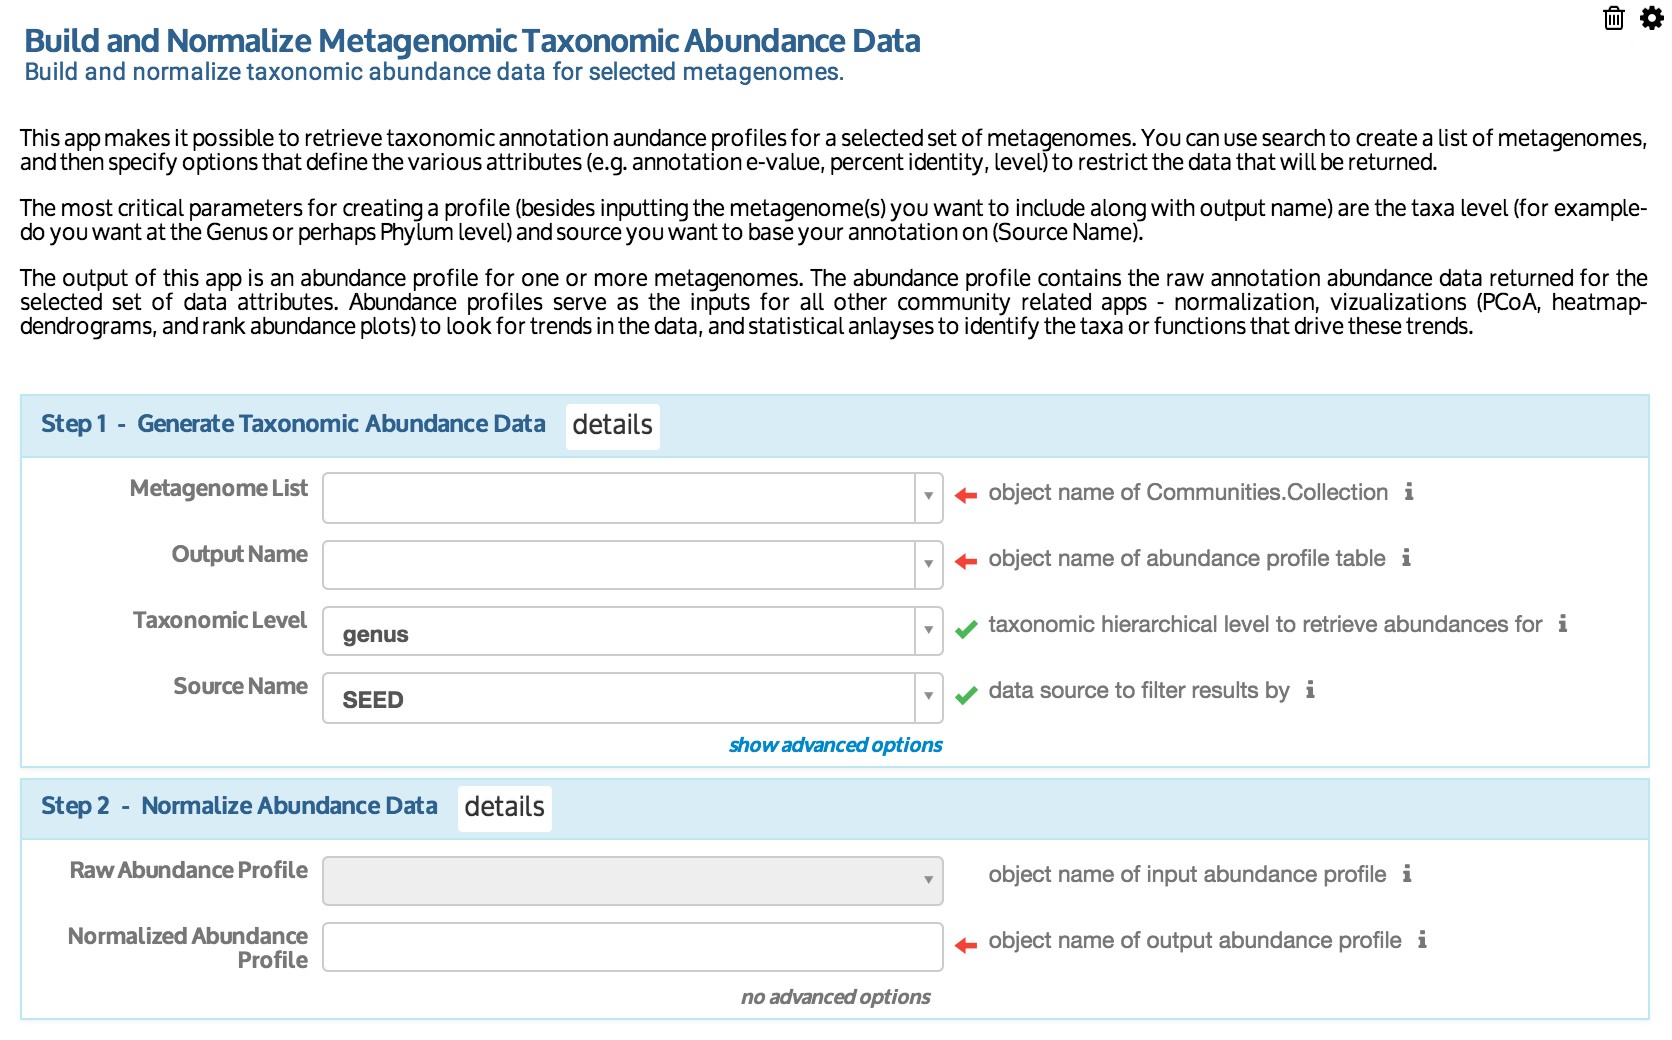 Build and Normalize Metagenomic Taxonomic Abundance Data
Build and normalize taxonomic abundance data for selected metagenomes.
This app makes it possible to retrieve taxonomic annotation aundance profiles for a selected set of metagenomes. You can use search to create a list of metagenomes,
and then specify options that define the various attributes (e.g. annotation e-value, percent identity, level) to restrict the data that will be returned.
The most critical parameters for creating a profile (besides inputting the metagenome(s) you want to include along with output name) are the taxa level (for example-
do you want at the Genus or perhaps Phylum level) and source you want to base your annotation on (Source Name).
The output of this app is an abundance profile for one or more metagenomes. The abundance profile contains the raw annotation abundance data returned for the
selected set of data attributes. Abundance profiles serve as the inputs for all other community related apps - normalization, vizualizations (PCoA, heatmap-
dendrograms, and rank abundance plots) to look for trends in the data, and statistical anlayses to identify the taxa or functions that drive these trends.
Step 1 - Generate Taxonomic Abundance Data details
Metagenome List object name of Communities.Collection
Output Name object name of abundance profile table
Taxonomic Level genus taxonomic hierarchical level to retrieve abundances for
Source Name SEED data source to filter results by
show advanced options
Step 2 - Normalize Abundance Data details
Raw Abundance Profile object name of input abundance profile
Normalized Abundance
Profile object name of output abundance profile
no advanced options